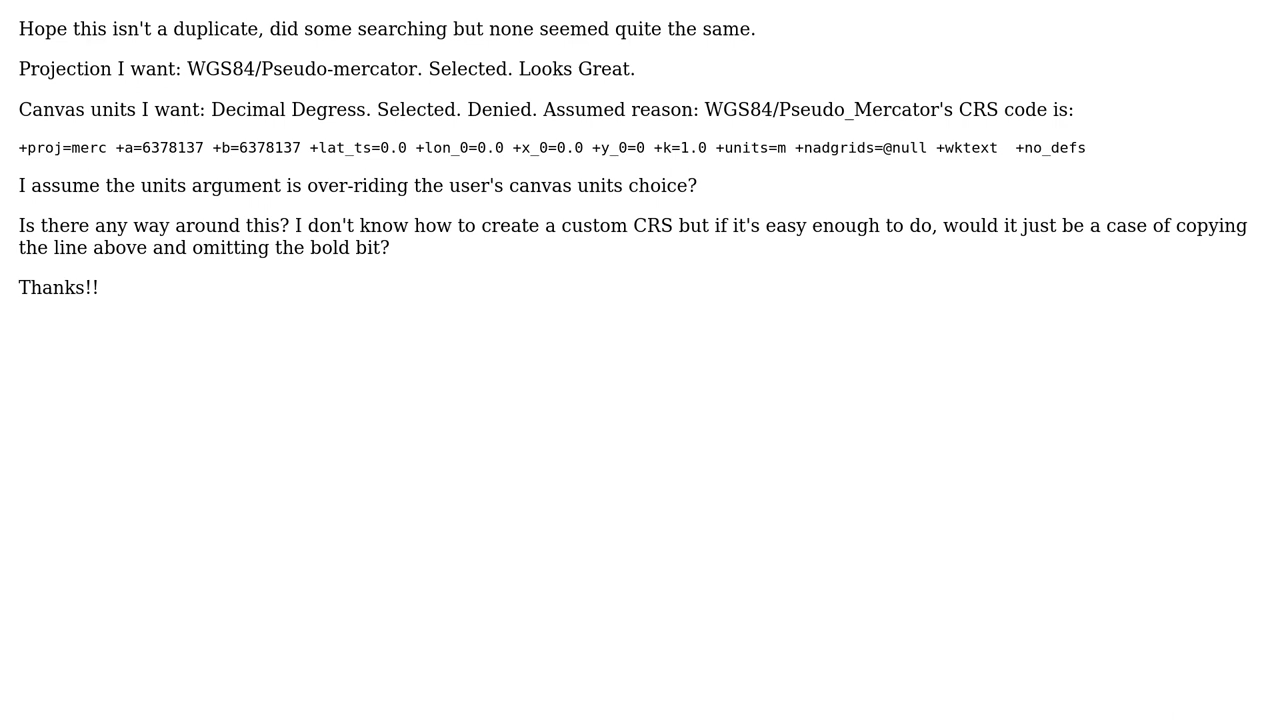 Hope this isn't a duplicate, did some searching but none seemed quite the same.
Projection I want: WGS84/Pseudo-mercator. Selected. Looks Great.
Canvas units I want: Decimal Degress. Selected. Denied. Assumed reason: WGS84/Pseudo_Mercator's CRS code is:
+proj=merc +a=6378137 +b=6378137 +lat_ts=0.0 +lon_0=0.0 +x_0=0.0 +y_0=0 +k=1.0 +units=m +nadgrids=@null +wktext  +no_defs
I assume the units argument is over-riding the user's canvas units choice?
Is there any way around this? I don't know how to create a custom CRS but if it's easy enough to do, would it just be a case of copying
the line above and omitting the bold bit?
Thanks!!